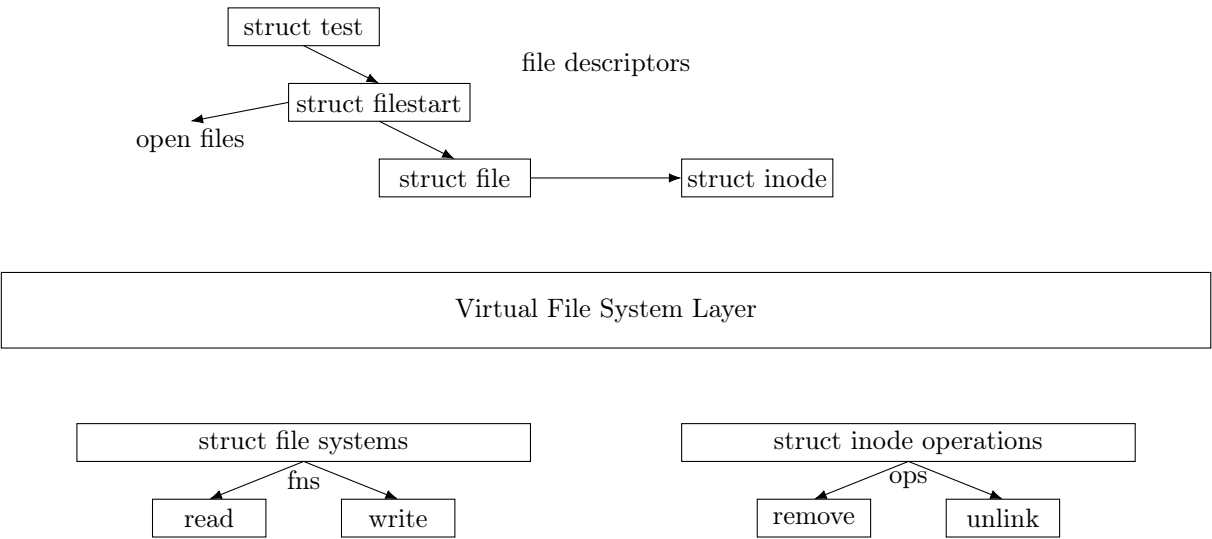 struct test
file descriptors
struct filestart
open files
struct file
struct inode
Virtual File System Layer
struct file systems
struct inode operations
fns
ops
read
write
remove
unlink